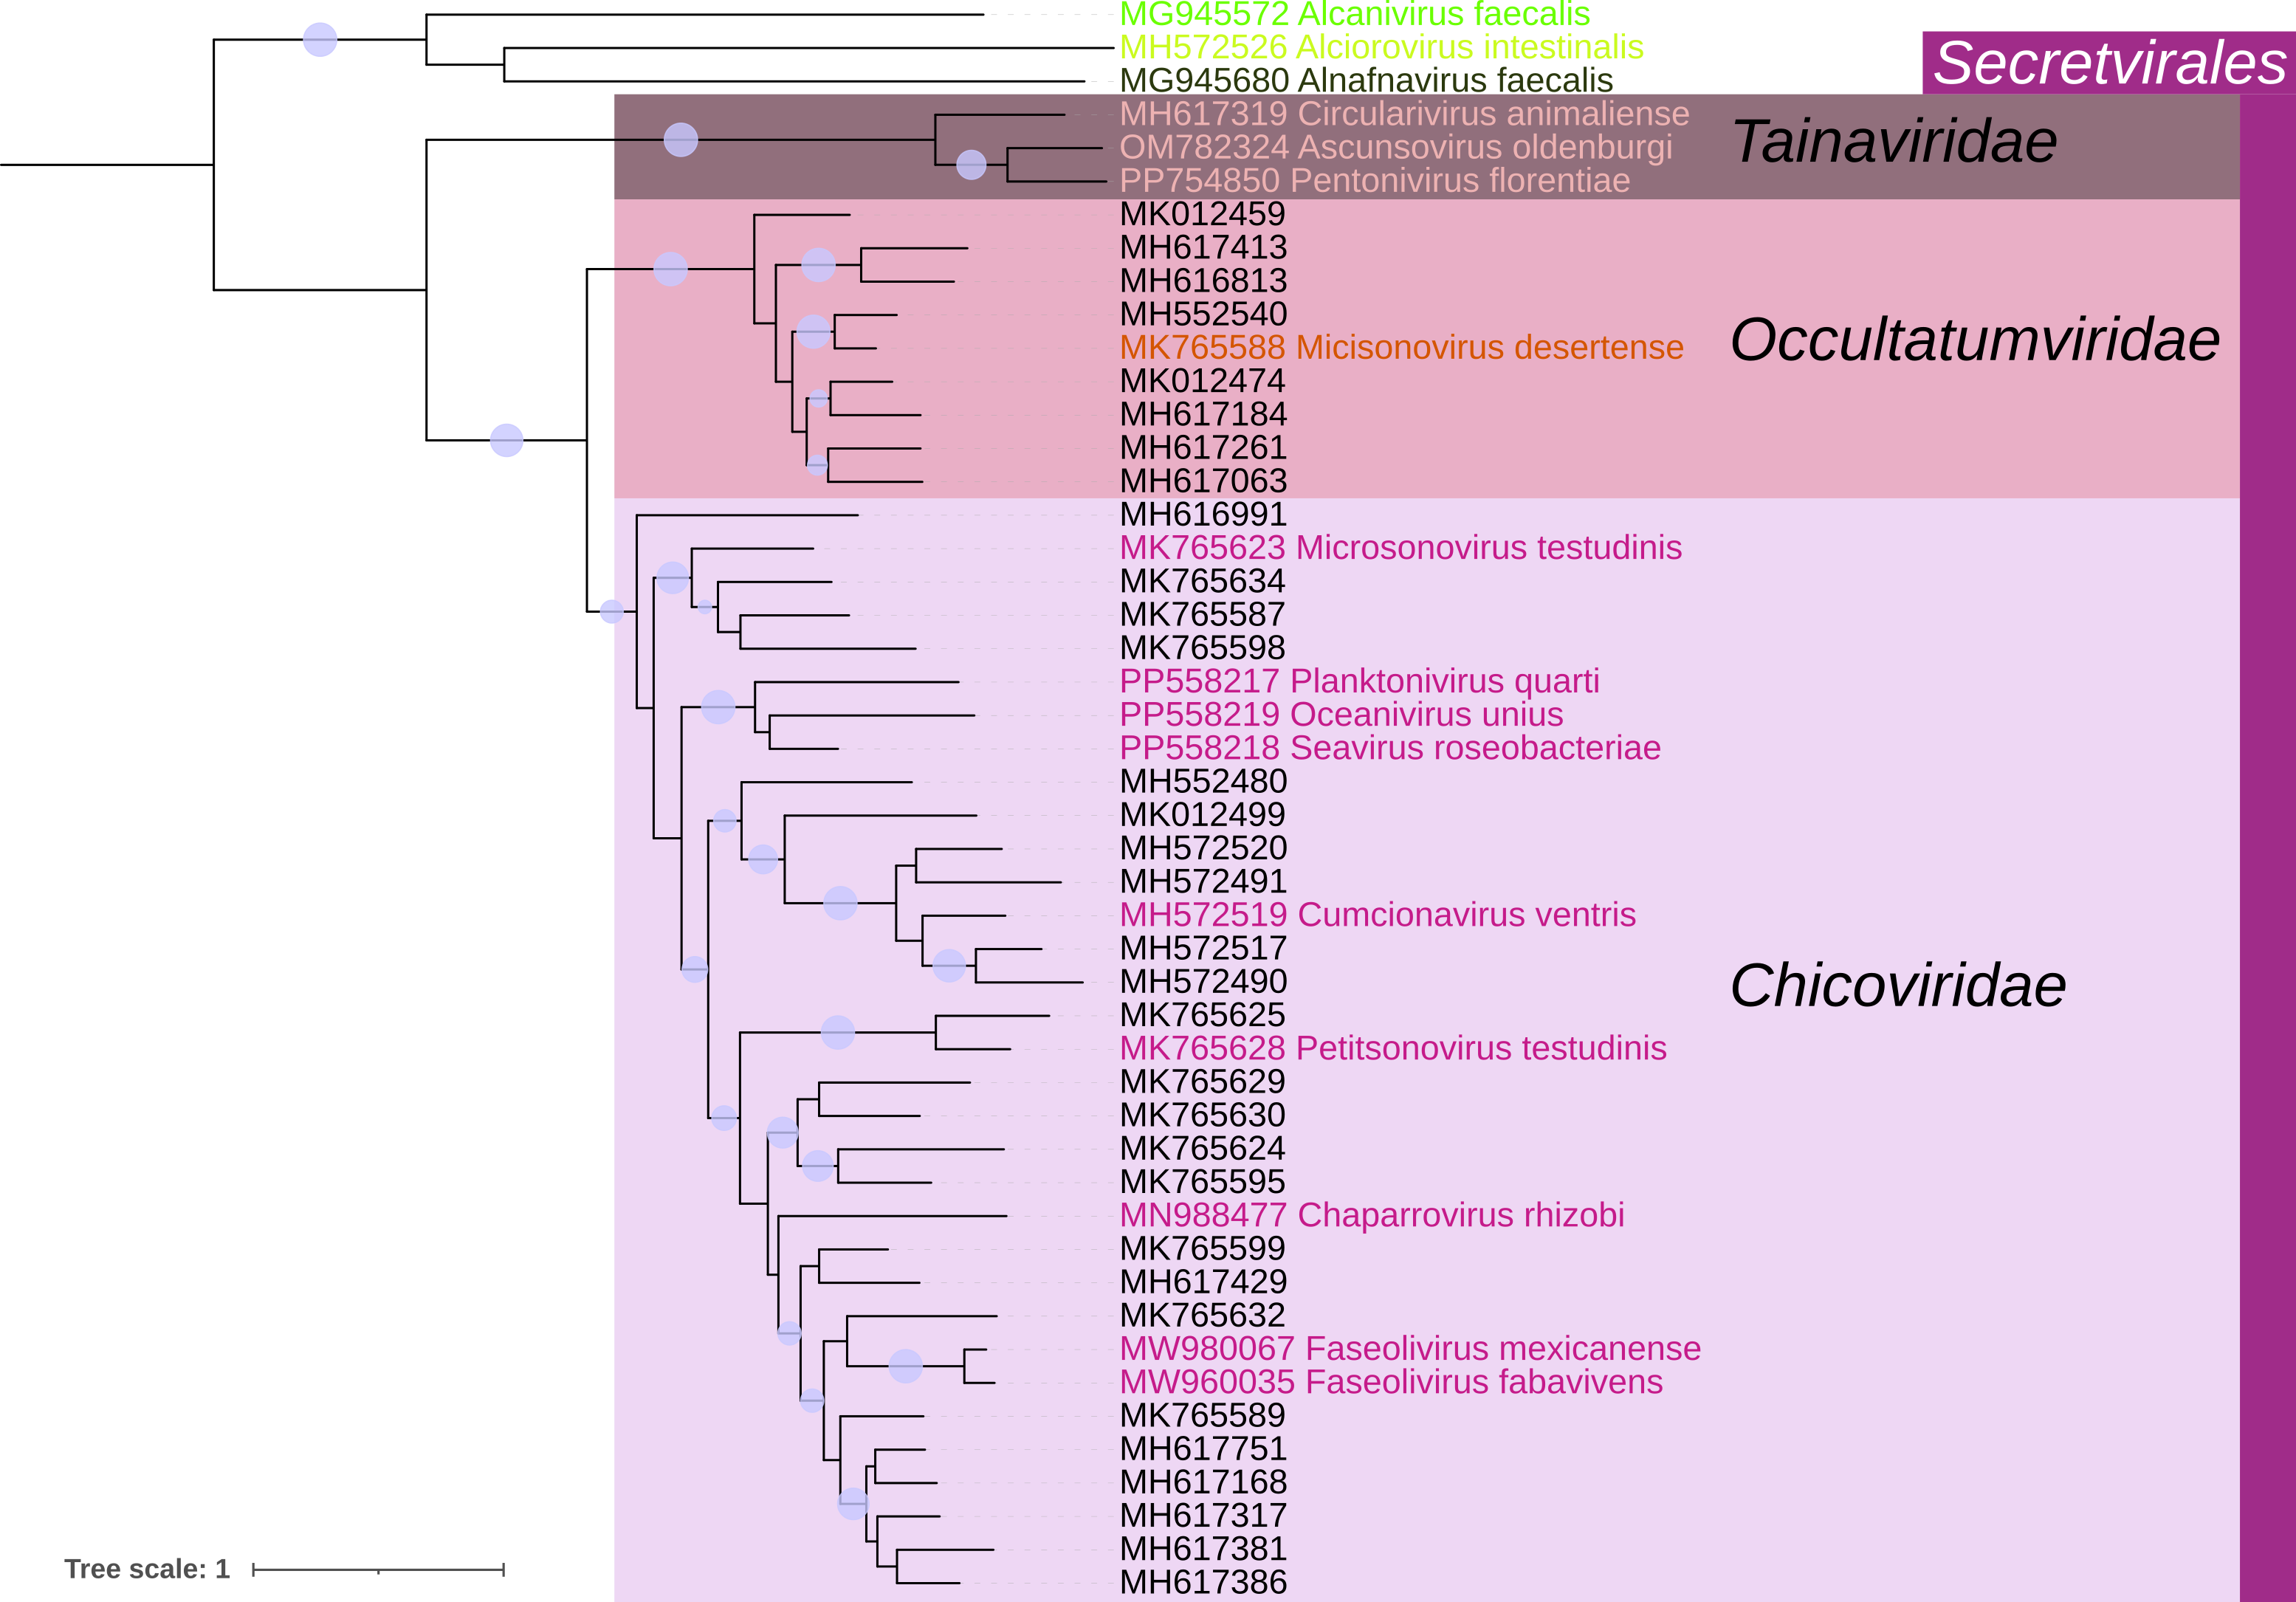 MG945572 Alcanivirus faecalis
MH572526 Alciorovirus intestinalis
Secretvirales
MG945680 Alnafnavirus faecalis
MH617319 Circularivirus animaliense
Tainaviridae
OM782324 Ascunsovirus oldenburgi
PP754850 Pentonivirus florentiae
MK012459
MH617413
MH616813
MH552540
Occultatumviridae
MK765588 Micisonovirus desertense
MK012474
MH617184
MH617261
MH617063
MH616991
MK765623 Microsonovirus testudinis
MK765634
MK765587
MK765598
PP558217 Planktonivirus quarti
PP558219 Oceanivirus unius
PP558218 Seavirus roseobacteriae
MH552480
MK012499
MH572520
MH572491
MH572519 Cumcionavirus ventris
MH572517
MH572490
Chicoviridae
MK765625
MK765628 Petitsonovirus testudinis
MK765629
MK765630
MK765624
MK765595
MN988477 Chaparrovirus rhizobi
MK765599
MH617429
MK765632
MW980067 Faseolivirus mexicanense
MW960035 Faseolivirus fabavivens
MK765589
MH617751
MH617168
MH617317
MH617381
Tree scale: 1
MH617386